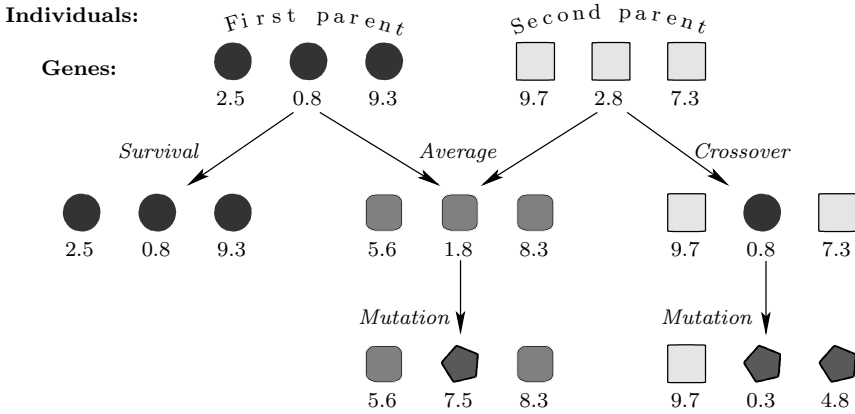 Individuals: First parent Second parent
Genes:
2.5 0.8 9.3 9.7 2.8 7.3
Survival Average Crossover
2.5 0.8 9.3 5.6 1.8 8.3 9.7 0.8 7.3
Mutation Mutation
5.6 7.5 8.3 9.7 0.3 4.8